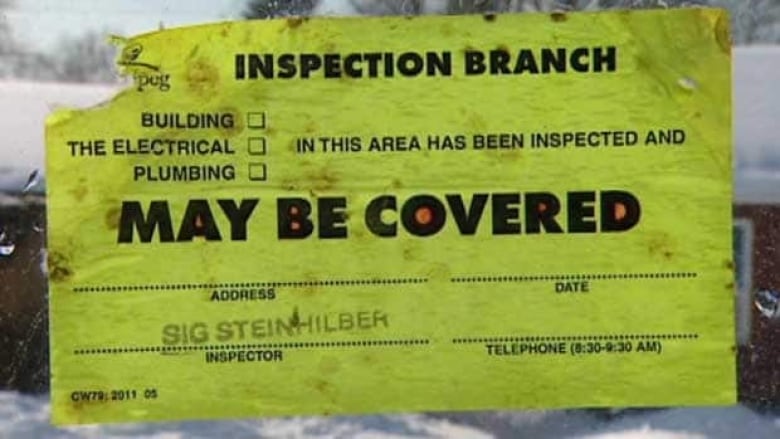 peg
INSPECTION BRANCH
BUILDING ☐
THE ELECTRICAL ☐ IN THIS AREA HAS BEEN INSPECTED AND
PLUMBING ☐
MAY BE COVERED
ADDRESS DATE
SIG STEINHILBER
INSPECTOR TELEPHONE (8:30-9:30 AM)
CW79: 2011 05